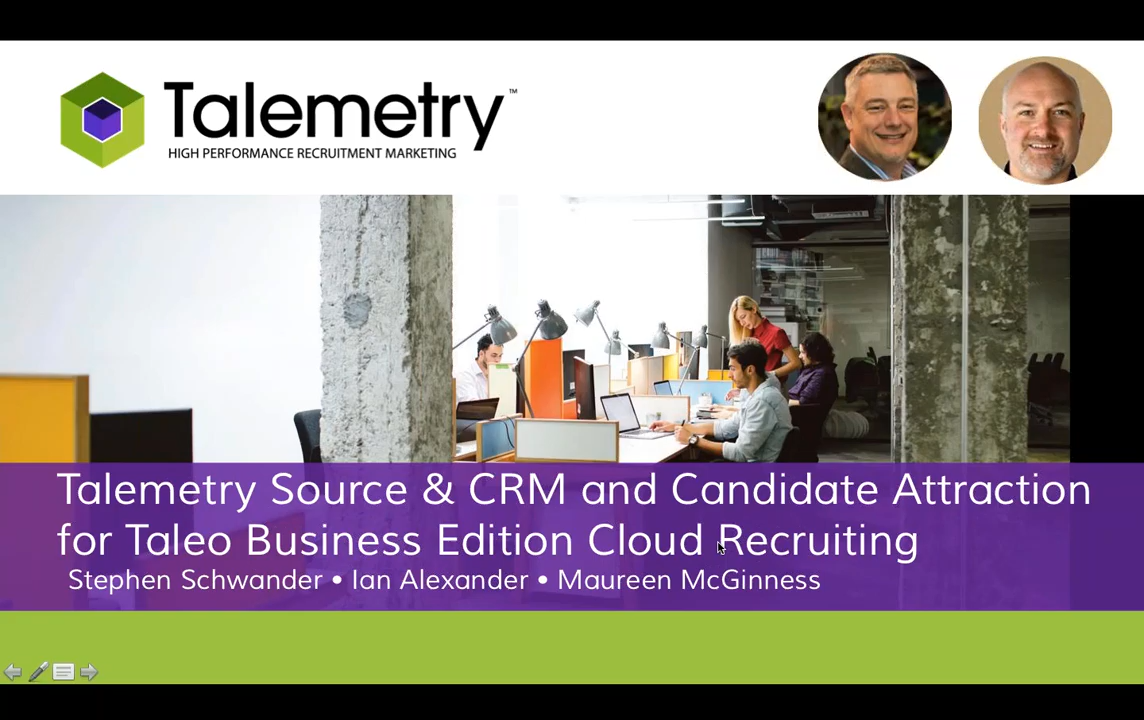 Talemetry™
HIGH PERFORMANCE RECRUITMENT MARKETING
Talemetry Source & CRM and Candidate Attraction
for Taleo Business Edition Cloud Recruiting
Stephen Schwander • Ian Alexander • Maureen McGinness